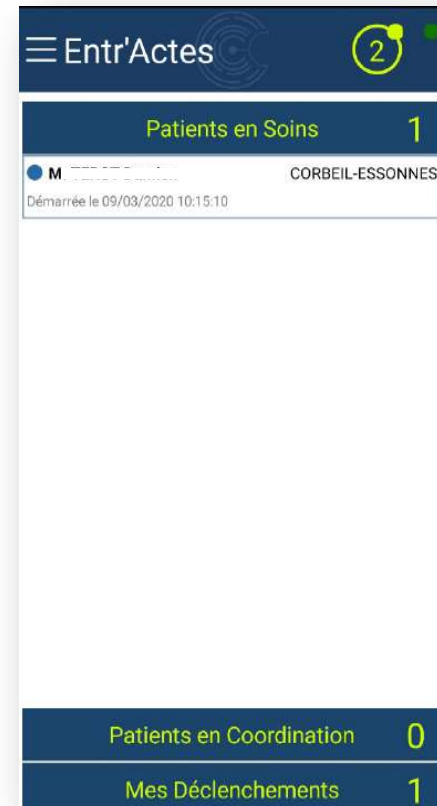 Entr'Actes
2
Patients en Soins 1
M. CORBEIL-ESSONNES
Démarrée le 09/03/2020 10:15:10
Patients en Coordination 0
Mes Déclenchements 1